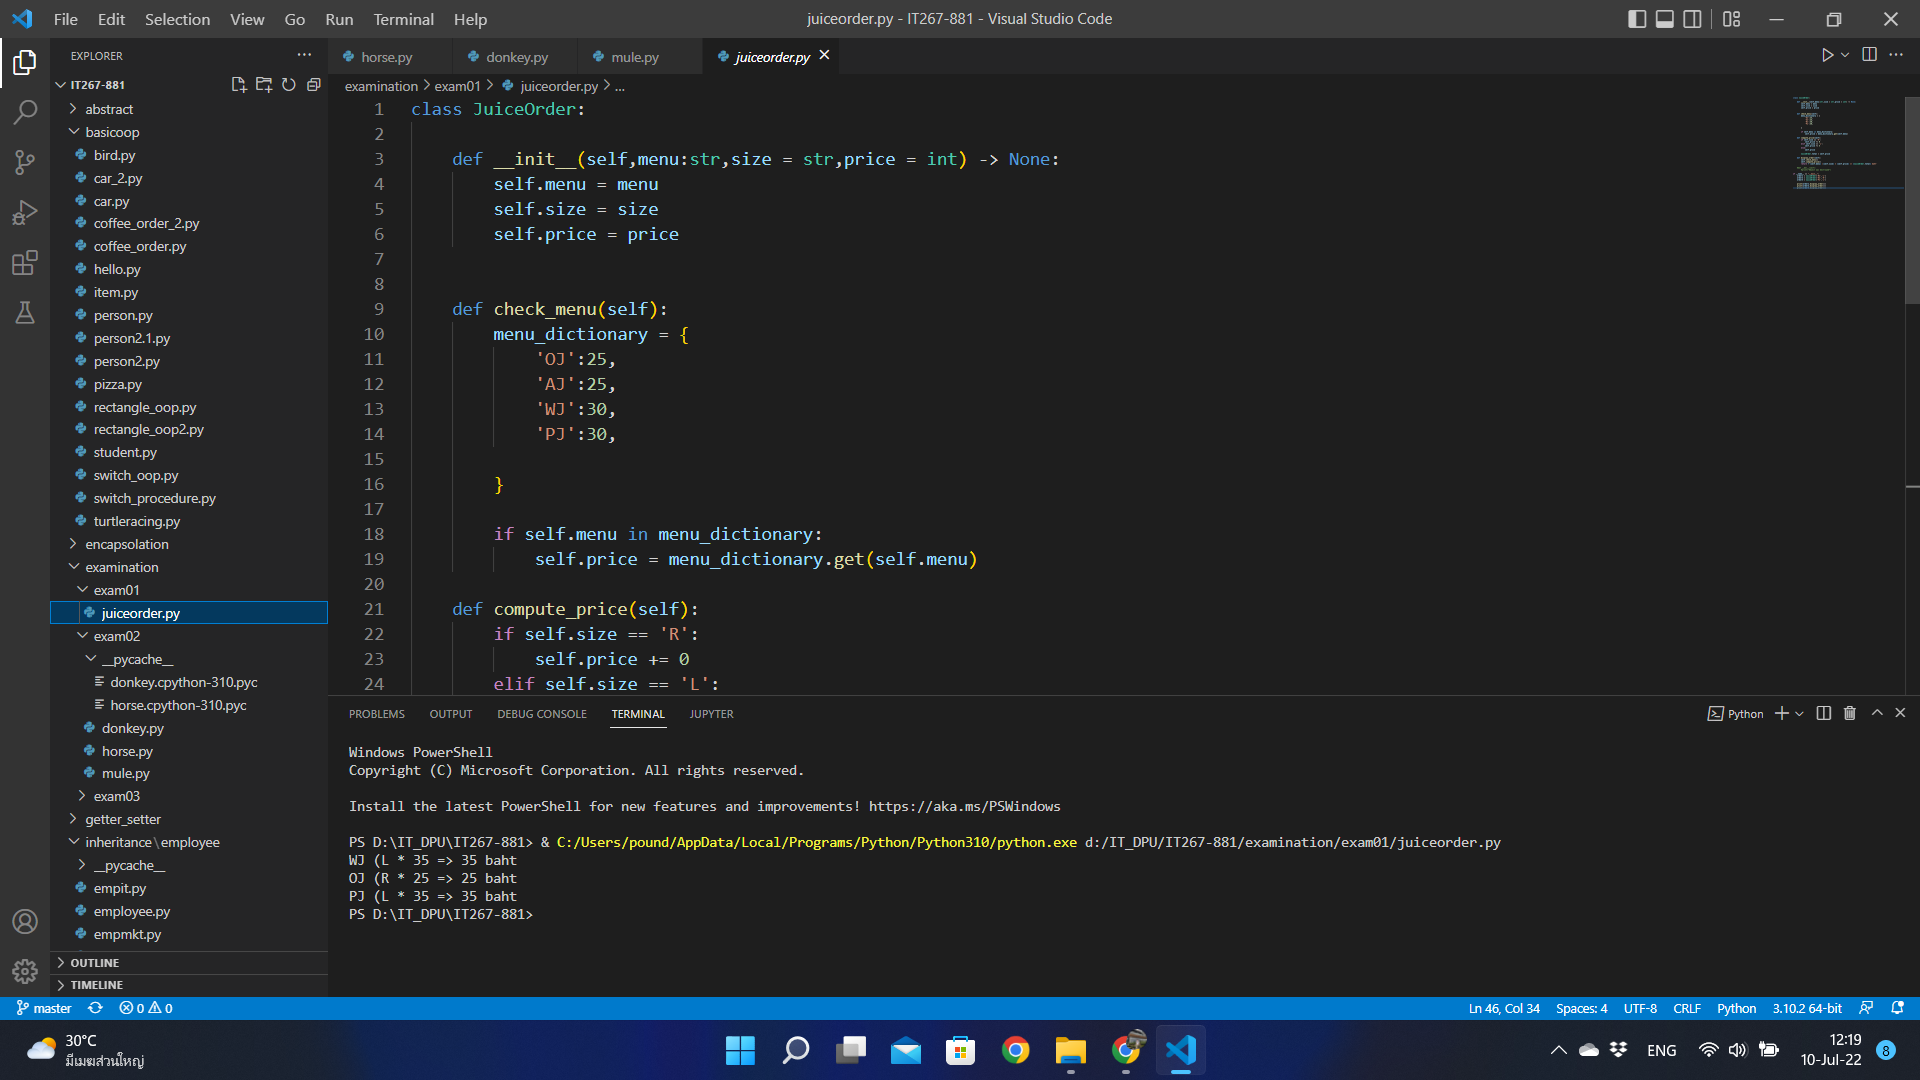 File Edit Selection View Go Run Terminal Help
juiceorder.py - IT267-881 - Visual Studio Code
EXPLORER
IT267-881
abstract
basicoop
bird.py
car_2.py
car.py
coffee_order_2.py
coffee_order.py
hello.py
item.py
person.py
person2.1.py
person2.py
pizza.py
rectangle_oop.py
rectangle_oop2.py
student.py
switch_oop.py
switch_procedure.py
turtleracing.py
encapsolation
examination
exam01
juiceorder.py
exam02
__pycache__
donkey.cpython-310.pyc
horse.cpython-310.pyc
donkey.py
horse.py
mule.py
exam03
getter_setter
inheritance\employee
__pycache__
empit.py
employee.py
empmkt.py
OUTLINE
TIMELINE
horse.py donkey.py mule.py juiceorder.py
examination > exam01 > juiceorder.py > ...
1 class JuiceOrder:
2
3 def __init__(self,menu:str,size = str,price = int) -> None:
4 self.menu = menu
5 self.size = size
6 self.price = price
7
8
9 def check_menu(self):
10 menu_dictionary = {
11 'OJ':25,
12 'AJ':25,
13 'WJ':30,
14 'PJ':30,
15
16 }
17
18 if self.menu in menu_dictionary:
19 self.price = menu_dictionary.get(self.menu)
20
21 def compute_price(self):
22 if self.size == 'R':
23 self.price += 0
24 elif self.size == 'L':
PROBLEMS OUTPUT DEBUG CONSOLE TERMINAL JUPYTER
Python
Windows PowerShell
Copyright (C) Microsoft Corporation. All rights reserved.
Install the latest PowerShell for new features and improvements! https://aka.ms/PSWindows
PS D:\IT_DPU\IT267-881> & C:/Users/pound/AppData/Local/Programs/Python/Python310/python.exe d:/IT_DPU/IT267-881/examination/exam01/juiceorder.py
WJ (L * 35 => 35 baht
OJ (R * 25 => 25 baht
PJ (L * 35 => 35 baht
PS D:\IT_DPU\IT267-881>
master 0 0
Ln 46, Col 34 Spaces: 4 UTF-8 CRLF Python 3.10.2 64-bit
30°C
มีเมฆส่วนใหญ่
ENG
12:19
10-Jul-22
8